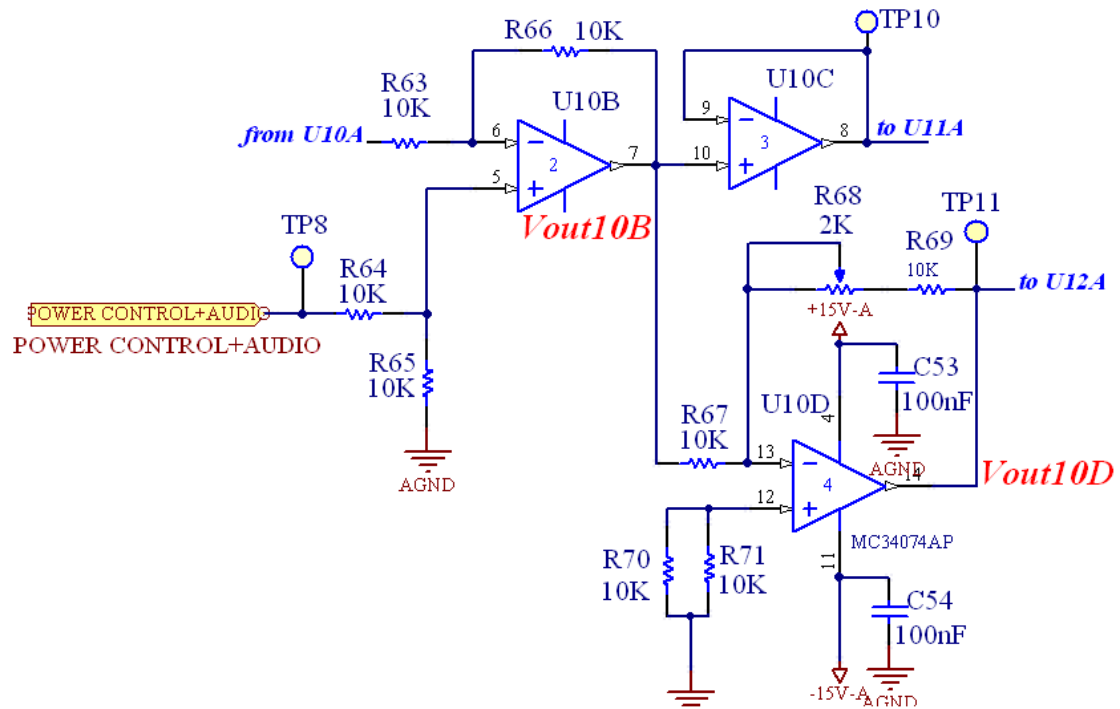 R66 10K
TP10
R63
10K
U10B
U10C
from U10A
6
5
2
7
9
10
3
8
to U11A
Vout10B
TP8
R64
10K
POWER CONTROL+AUDIO
POWER CONTROL+AUDIO
R65
10K
AGND
R68
2K
TP11
R69
10K
to U12A
+15V-A
C53
100nF
AGND
U10D
4
R67
10K
13
12
4
14
Vout10D
11
MC34074AP
R70
10K
R71
10K
C54
100nF
-15V-A
AGND